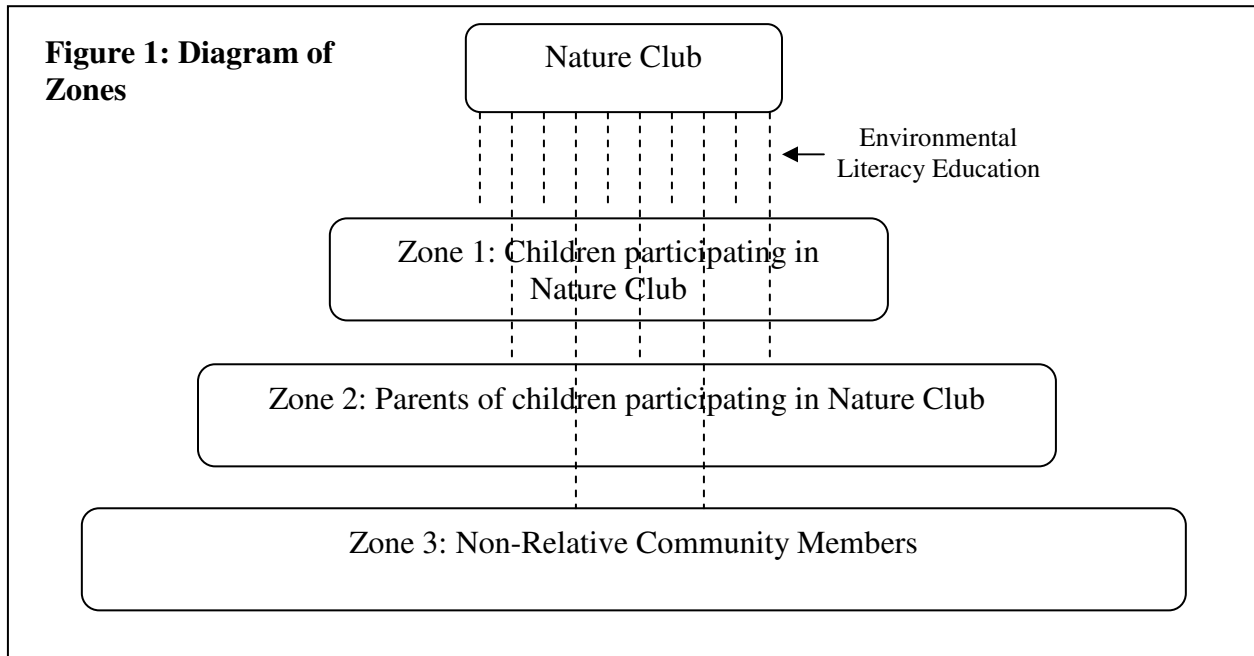 Figure 1: Diagram of
Zones
Nature Club
Environmental
Literacy Education
Zone 1: Children participating in
Nature Club
Zone 2: Parents of children participating in Nature Club
Zone 3: Non-Relative Community Members